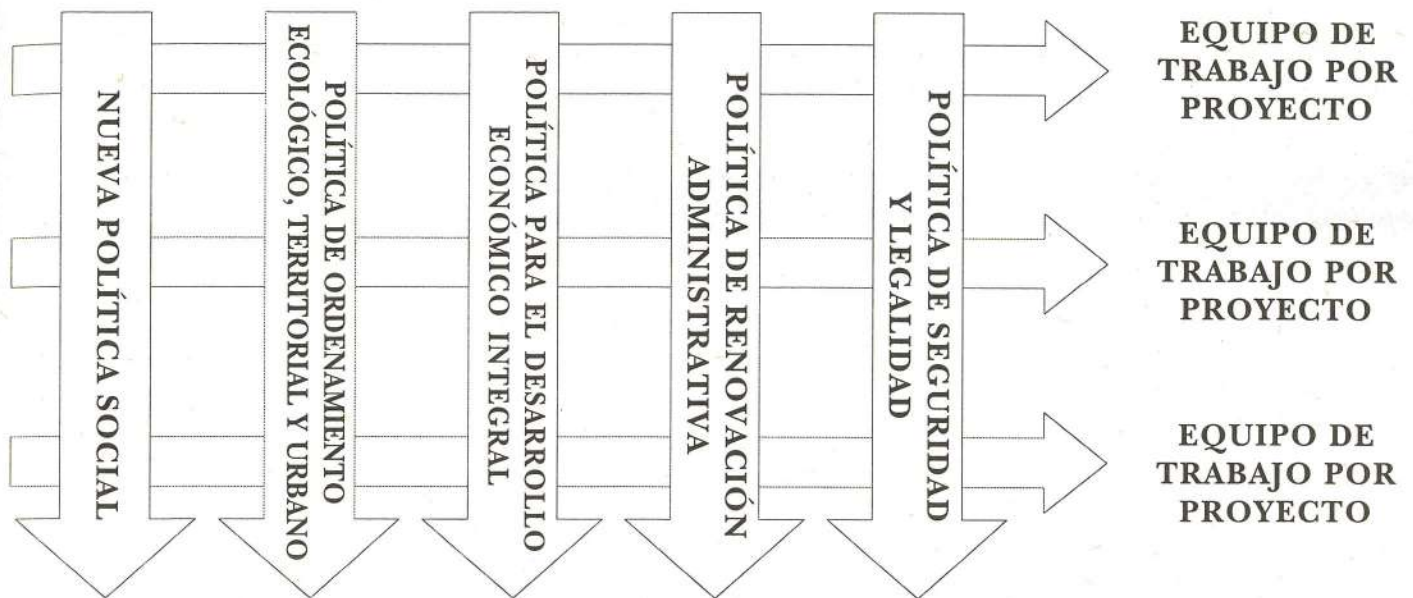 NUEVA POLÍTICA SOCIAL
POLÍTICA DE ORDENAMIENTO
ECOLÓGICO, TERRITORIAL Y URBANO
POLÍTICA PARA EL DESARROLLO
ECONÓMICO INTEGRAL
POLÍTICA DE RENOVACIÓN
ADMINISTRATIVA
POLÍTICA DE SEGURIDAD
Y LEGALIDAD
EQUIPO DE
TRABAJO POR
PROYECTO
EQUIPO DE
TRABAJO POR
PROYECTO
EQUIPO DE
TRABAJO POR
PROYECTO